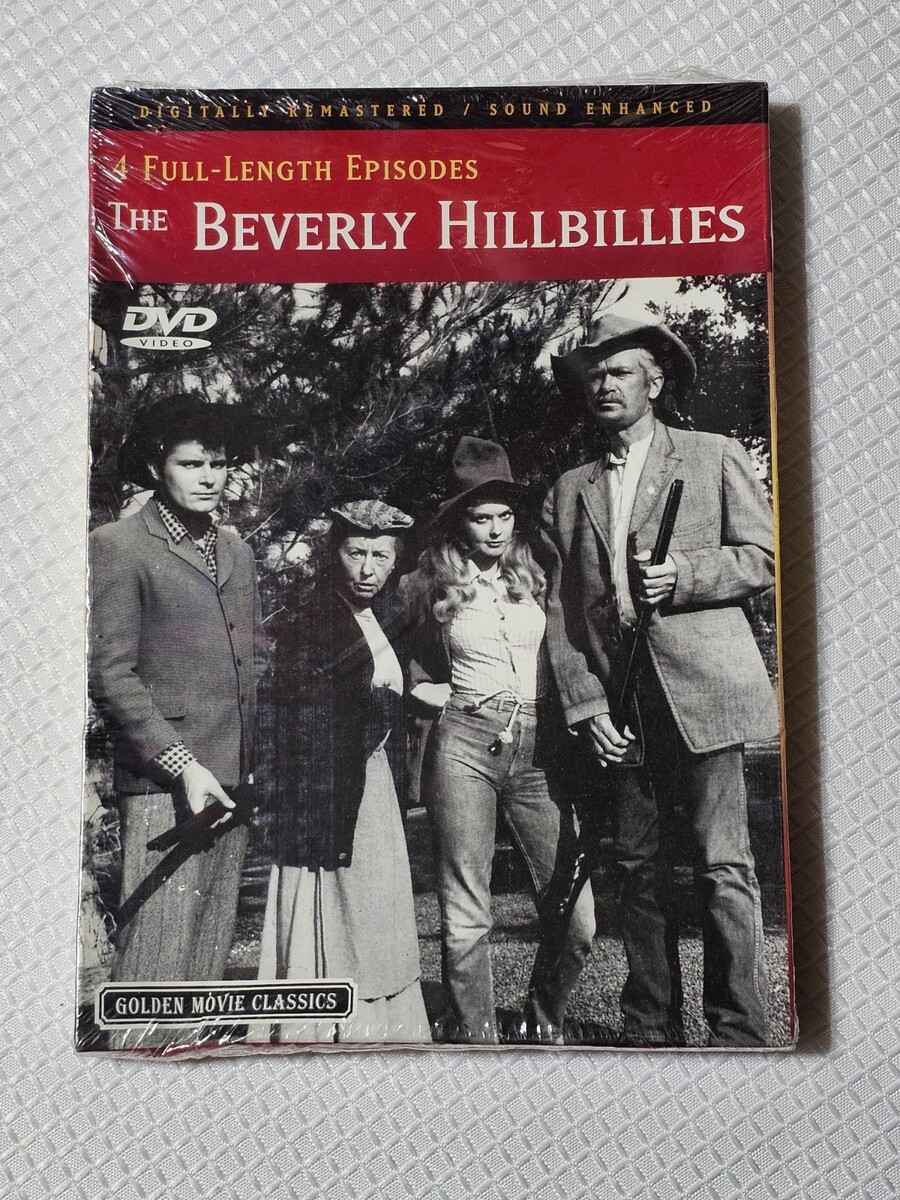 DIGITALLY REMASTERED / SOUND ENHANCED
4 FULL-LENGTH EPISODES
THE BEVERLY HILLBILLIES
DVD
VIDEO
GOLDEN MOVIE CLASSICS